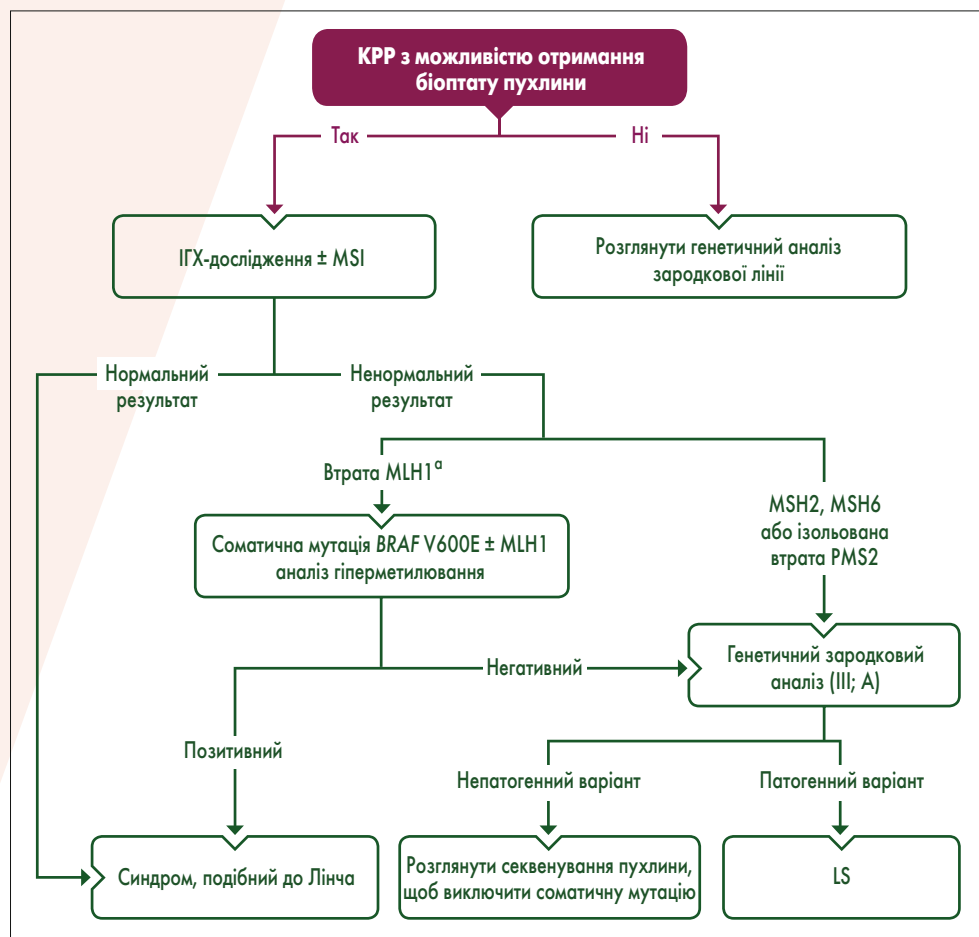 КРР з можливістю отримання
біоптату пухлини
Так
Ні
ІГХ-дослідження ± MSI
Розглянути генетичний аналіз
зародкової лінії
Нормальний
результат
Ненормальний
результат
Втрата MLH1ᵃ
MSH2, MSH6
або ізольована
втрата PMS2
Соматична мутація BRAF V600E ± MLH1
аналіз гіперметилювання
Негативний
Генетичний зародковий
аналіз (III; A)
Позитивний
Непатогенний варіант
Патогенний варіант
Синдром, подібний до Лінча
Розглянути секвенування пухлини,
щоб виключити соматичну мутацію
LS